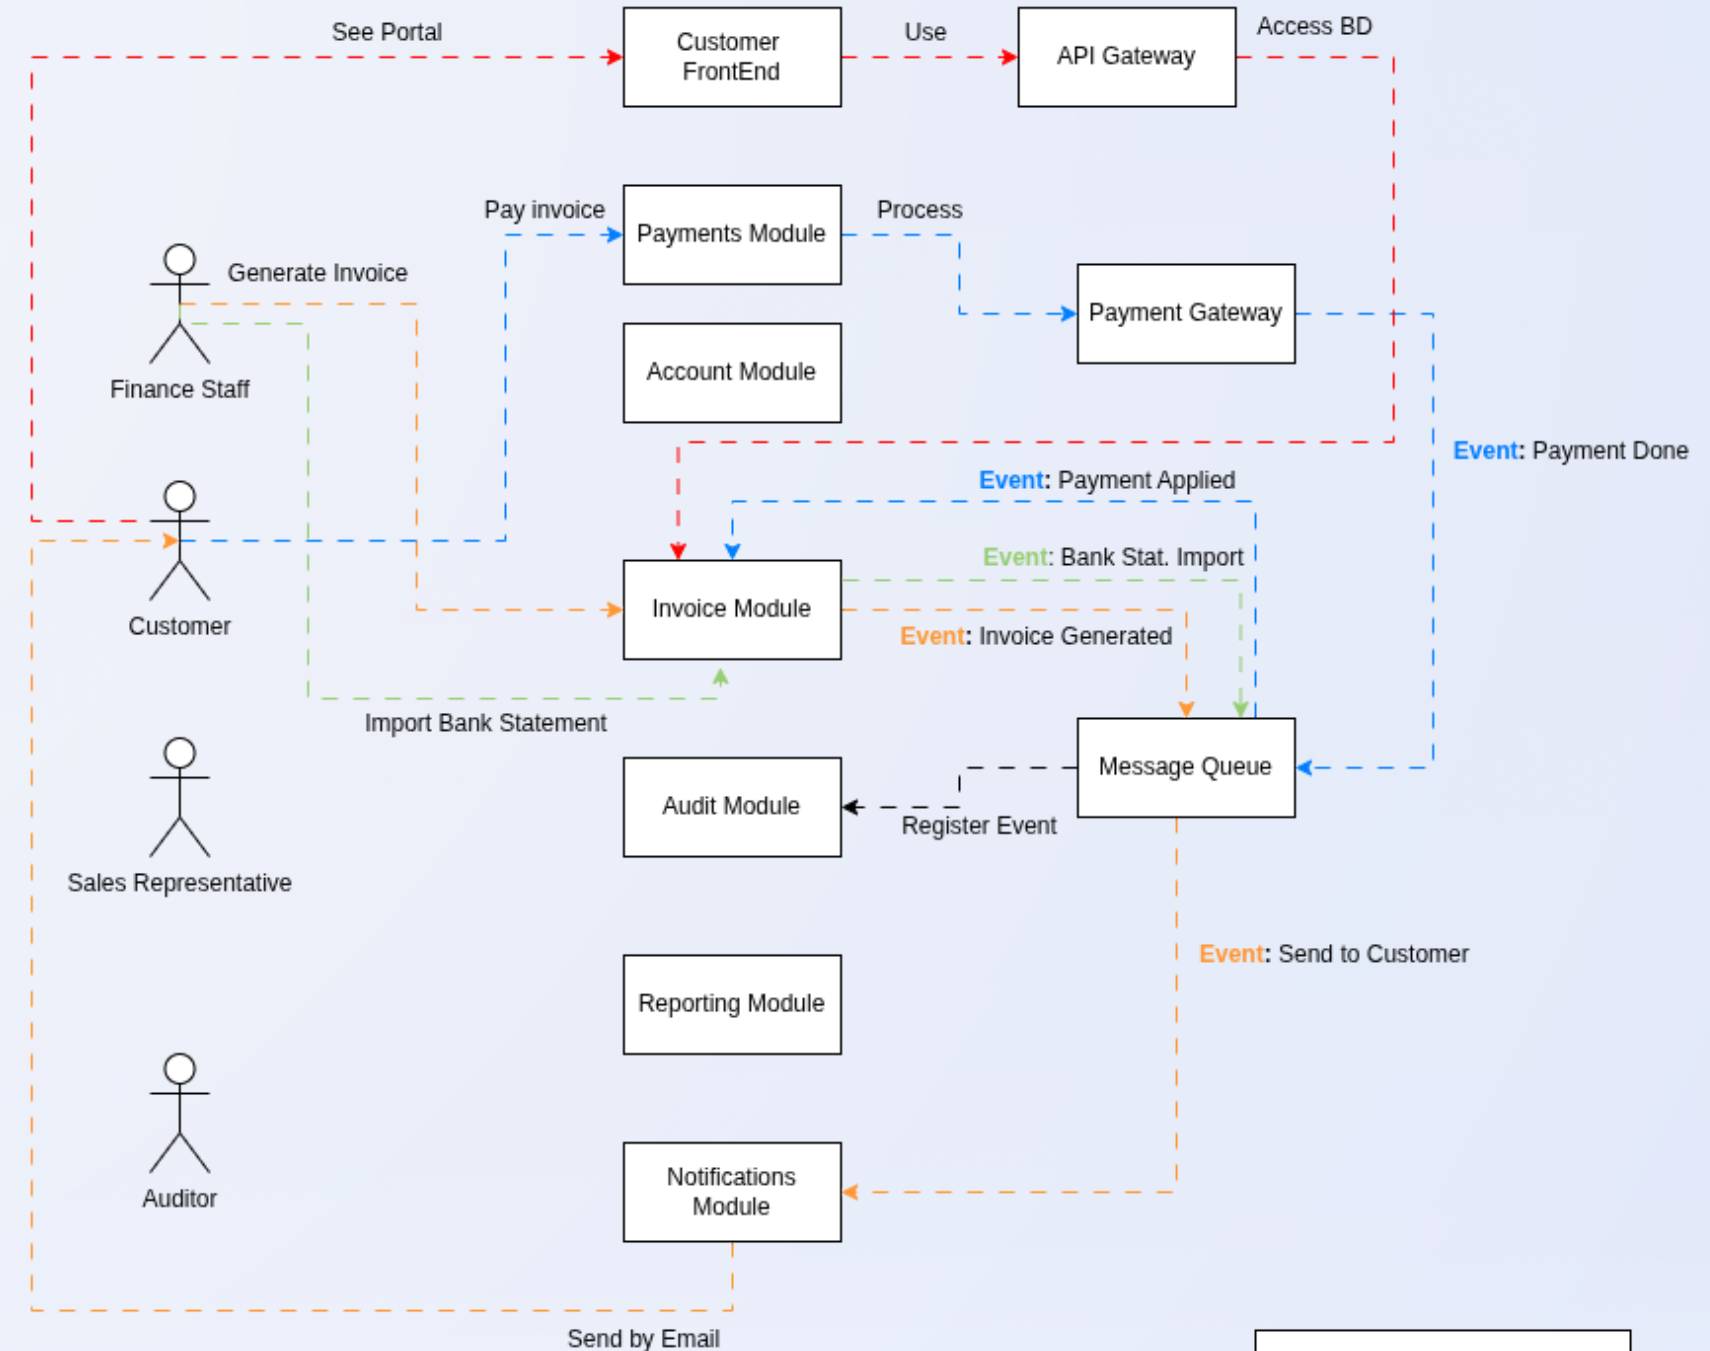 See Portal
Customer
FrontEnd
Use
API Gateway
Access BD
Pay invoice
Payments Module
Process
Generate Invoice
Payment Gateway
Account Module
Finance Staff
Event: Payment Done
Event: Payment Applied
Event: Bank Stat. Import
Invoice Module
Event: Invoice Generated
Customer
Import Bank Statement
Message Queue
Audit Module
Register Event
Sales Representative
Event: Send to Customer
Reporting Module
Notifications
Module
Auditor
Send by Email